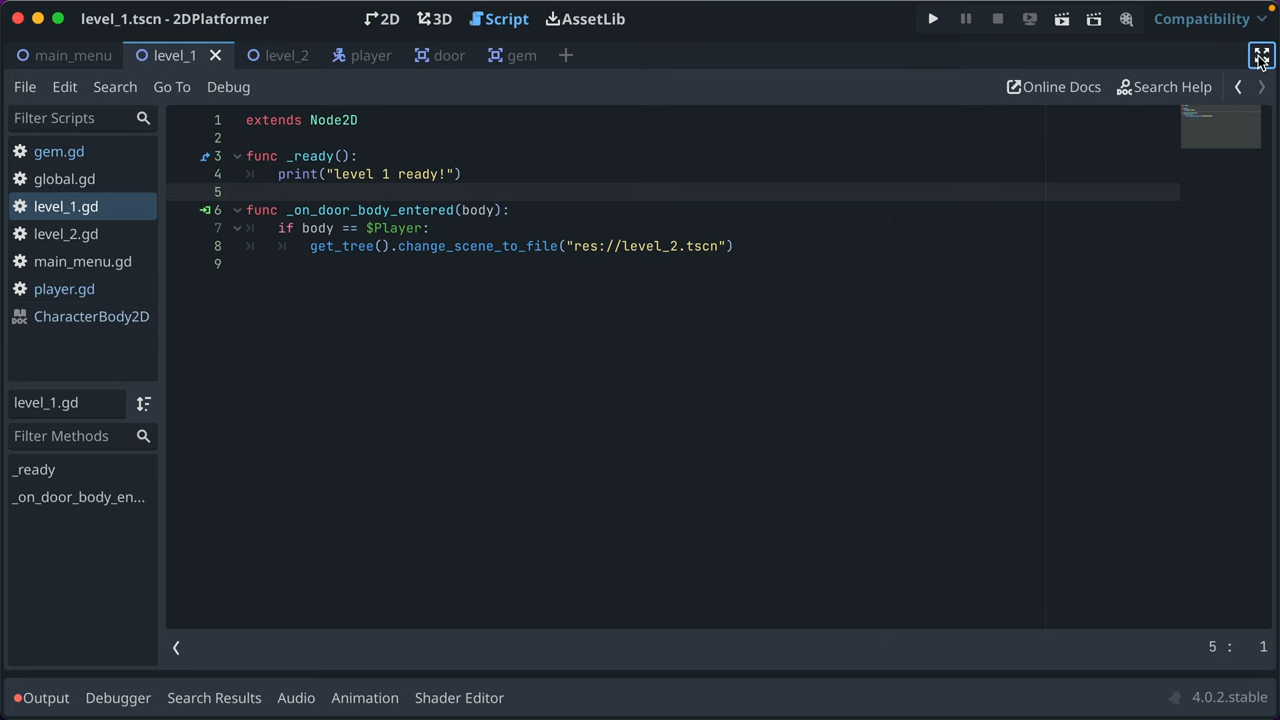 level_1.tscn - 2DPlatformer
2D 3D Script AssetLib
Compatibility
main_menu level_1 level_2 player door gem
File Edit Search Go To Debug
Online Docs Search Help
Filter Scripts
gem.gd
global.gd
level_1.gd
level_2.gd
main_menu.gd
player.gd
CharacterBody2D
level_1.gd
Filter Methods
_ready
_on_door_body_en...
1 extends Node2D
2
3 func _ready():
4 print("level 1 ready!")
5
6 func _on_door_body_entered(body):
7 if body == $Player:
8 get_tree().change_scene_to_file("res://level_2.tscn")
9
5 : 1
Output Debugger Search Results Audio Animation Shader Editor
4.0.2.stable